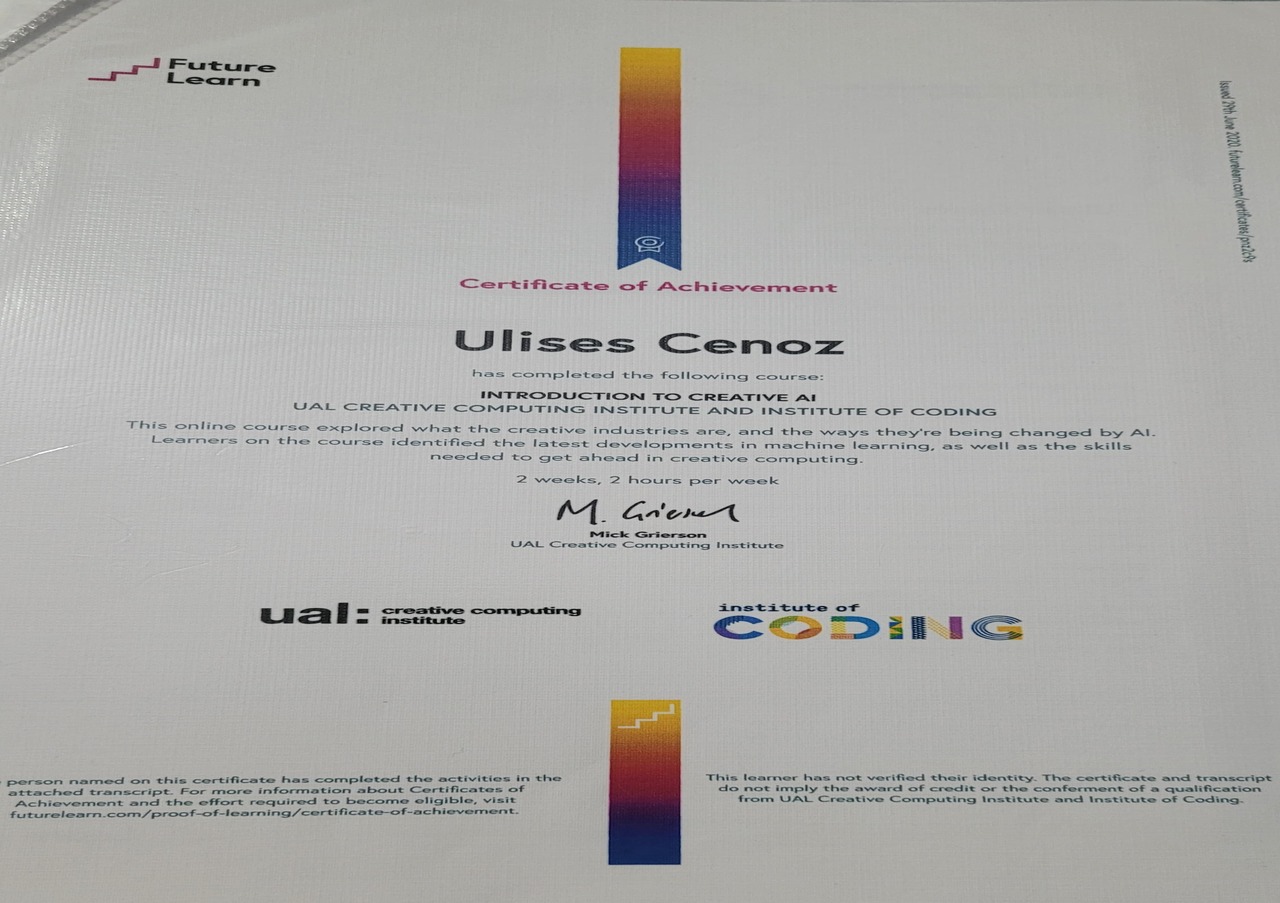 Future
Learn
Issued 29th June 2020. futurelearn.com/certificates/pnz2c9s
Certificate of Achievement
Ulises Cenoz
has completed the following course:
INTRODUCTION TO CREATIVE AI
UAL CREATIVE COMPUTING INSTITUTE AND INSTITUTE OF CODING
This online course explored what the creative industries are, and the ways they're being changed by AI.
Learners on the course identified the latest developments in machine learning, as well as the skills
needed to get ahead in creative computing.
2 weeks, 2 hours per week
M. Grierson
Mick Grierson
UAL Creative Computing Institute
ual: creative computing
institute
institute of
CODING
person named on this certificate has completed the activities in the
attached transcript. For more information about Certificates of
Achievement and the effort required to become eligible, visit
futurelearn.com/proof-of-learning/certificate-of-achievement.
This learner has not verified their identity. The certificate and transcript
do not imply the award of credit or the conferment of a qualification
from UAL Creative Computing Institute and Institute of Coding.